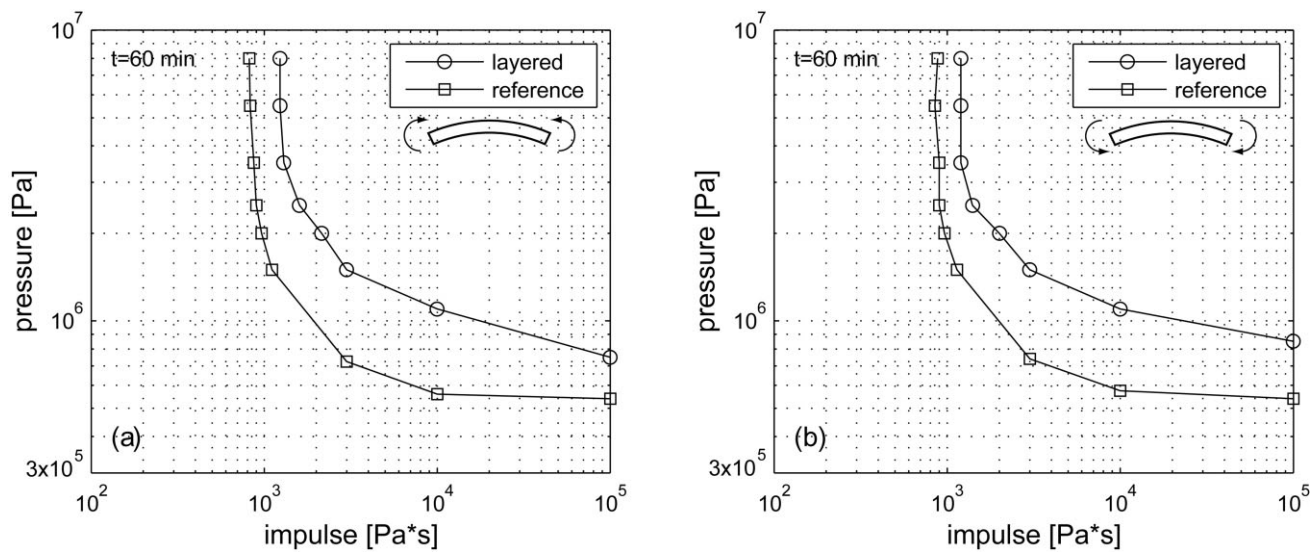 10^7
t=60 min
layered
reference
pressure [Pa]
10^6
(a)
3x10^5
10^2
10^3
10^4
10^5
impulse [Pa*s]
10^7
t=60 min
layered
reference
pressure [Pa]
10^6
(b)
3x10^5
10^2
10^3
10^4
10^5
impulse [Pa*s]